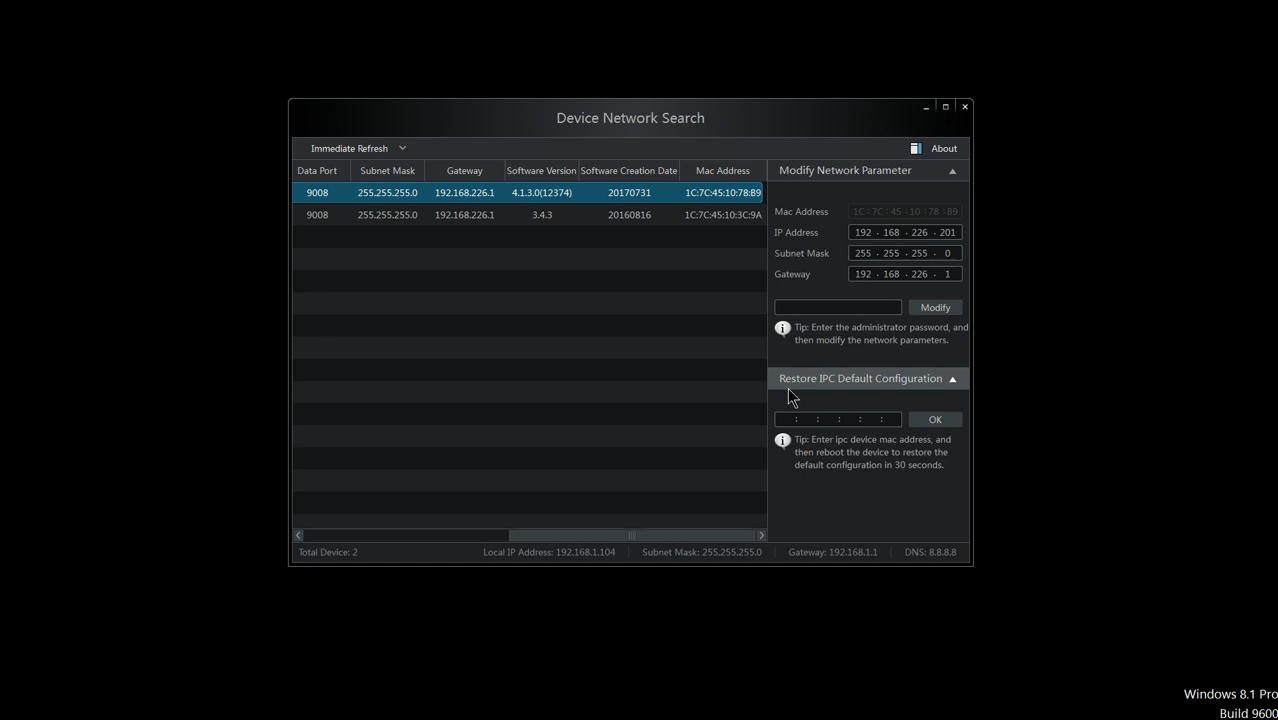 Device Network Search
Immediate Refresh
About
Data Port Subnet Mask Gateway Software Version Software Creation Date Mac Address
9008 255.255.255.0 192.168.226.1 4.1.3.0(12374) 20170731 1C:7C:45:10:78:B9
9008 255.255.255.0 192.168.226.1 3.4.3 20160816 1C:7C:45:10:3C:9A
Modify Network Parameter
Mac Address 1C : 7C : 45 : 10 : 78 : B9
IP Address 192 . 168 . 226 . 201
Subnet Mask 255 . 255 . 255 . 0
Gateway 192 . 168 . 226 . 1
Modify
Tip: Enter the administrator password, and
then modify the network parameters.
Restore IPC Default Configuration
: : : : : OK
Tip: Enter ipc device mac address, and
then reboot the device to restore the
default configuration in 30 seconds.
Total Device: 2 Local IP Address: 192.168.1.104 Subnet Mask: 255.255.255.0 Gateway: 192.168.1.1 DNS: 8.8.8.8
Windows 8.1 Pro
Build 9600